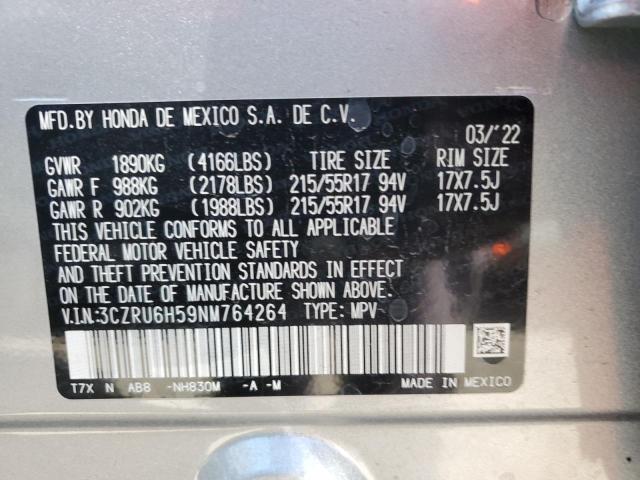 MFD.BY HONDA DE MEXICO S.A. DE C.V.
03/'22
GVWR 1890KG (4166LBS) TIRE SIZE RIM SIZE
GAWR F 988KG (2178LBS) 215/55R17 94V 17X7.5J
GAWR R 902KG (1988LBS) 215/55R17 94V 17X7.5J
THIS VEHICLE CONFORMS TO ALL APPLICABLE
FEDERAL MOTOR VEHICLE SAFETY
AND THEFT PREVENTION STANDARDS IN EFFECT
ON THE DATE OF MANUFACTURE SHOWN ABOVE.
V.I.N:3CZRU6H59NM764264 TYPE: MPV
T7X N AB8 -NH830M -A -M MADE IN MEXICO